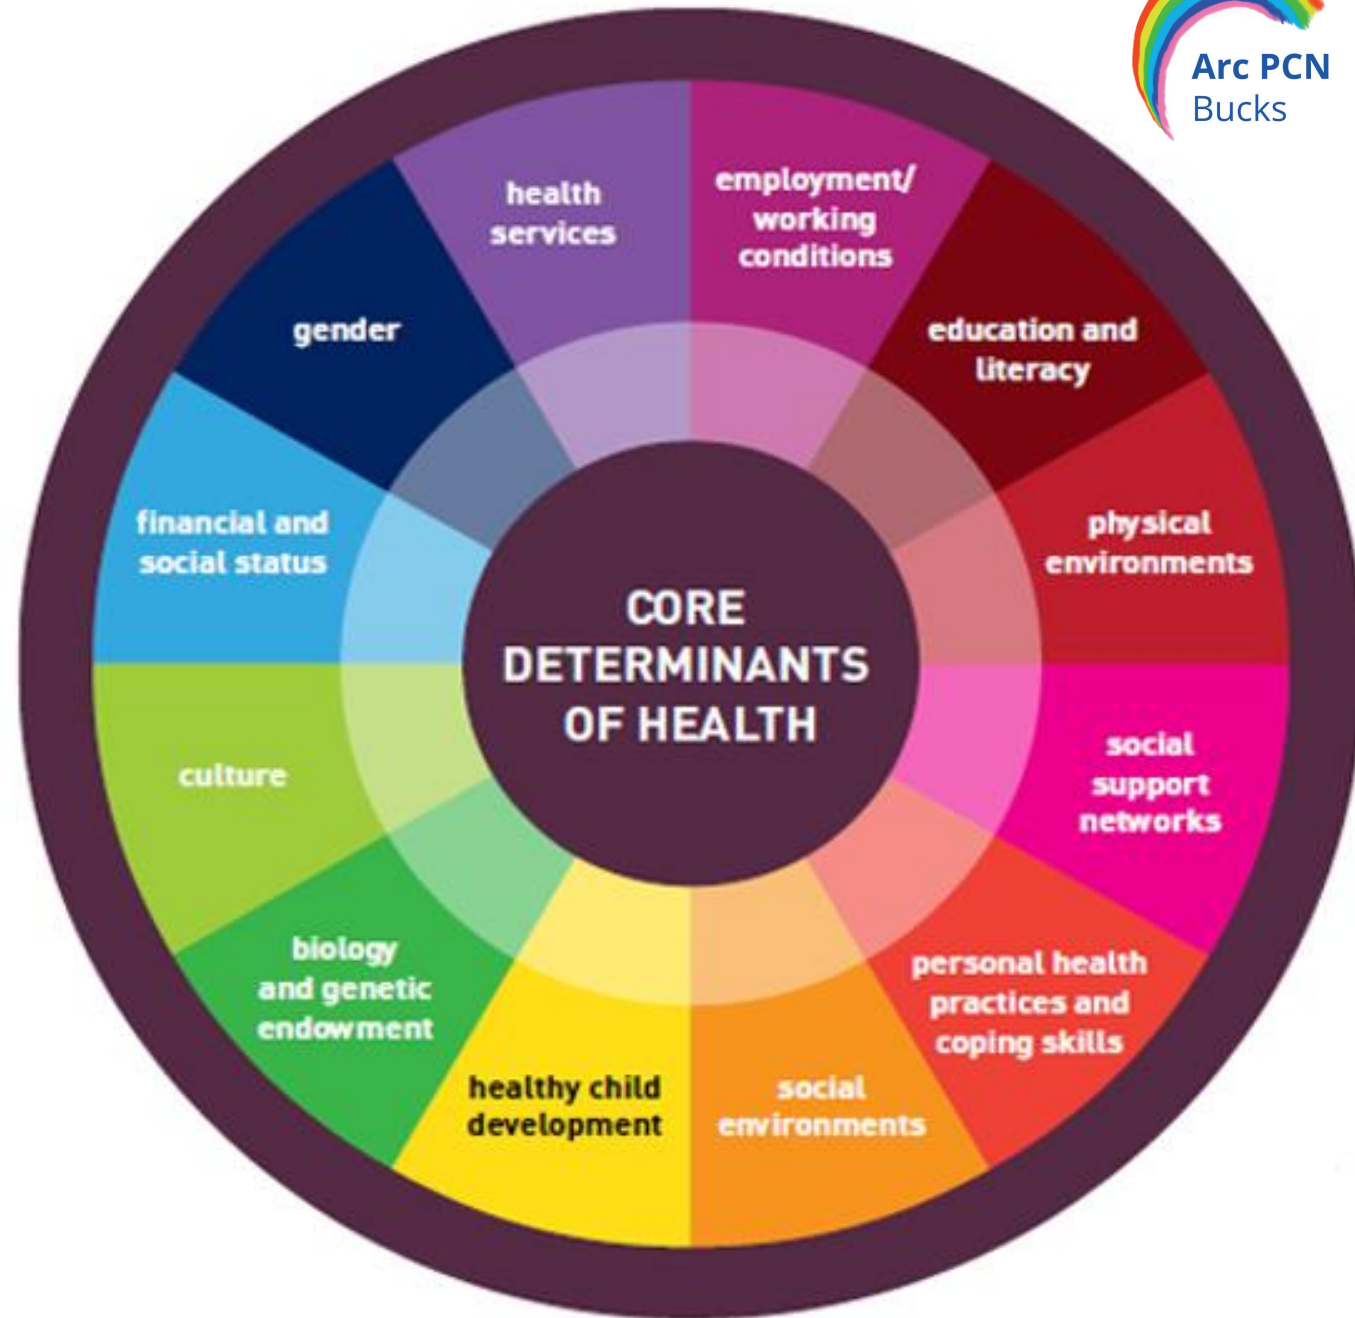 Arc PCN
Bucks
health
services
employment/
working
conditions
education and
literacy
physical
environments
social
support
networks
personal health
practices and
coping skills
social
environments
healthy child
development
biology
and genetic
endowment
culture
financial and
social status
gender
CORE
DETERMINANTS
OF HEALTH